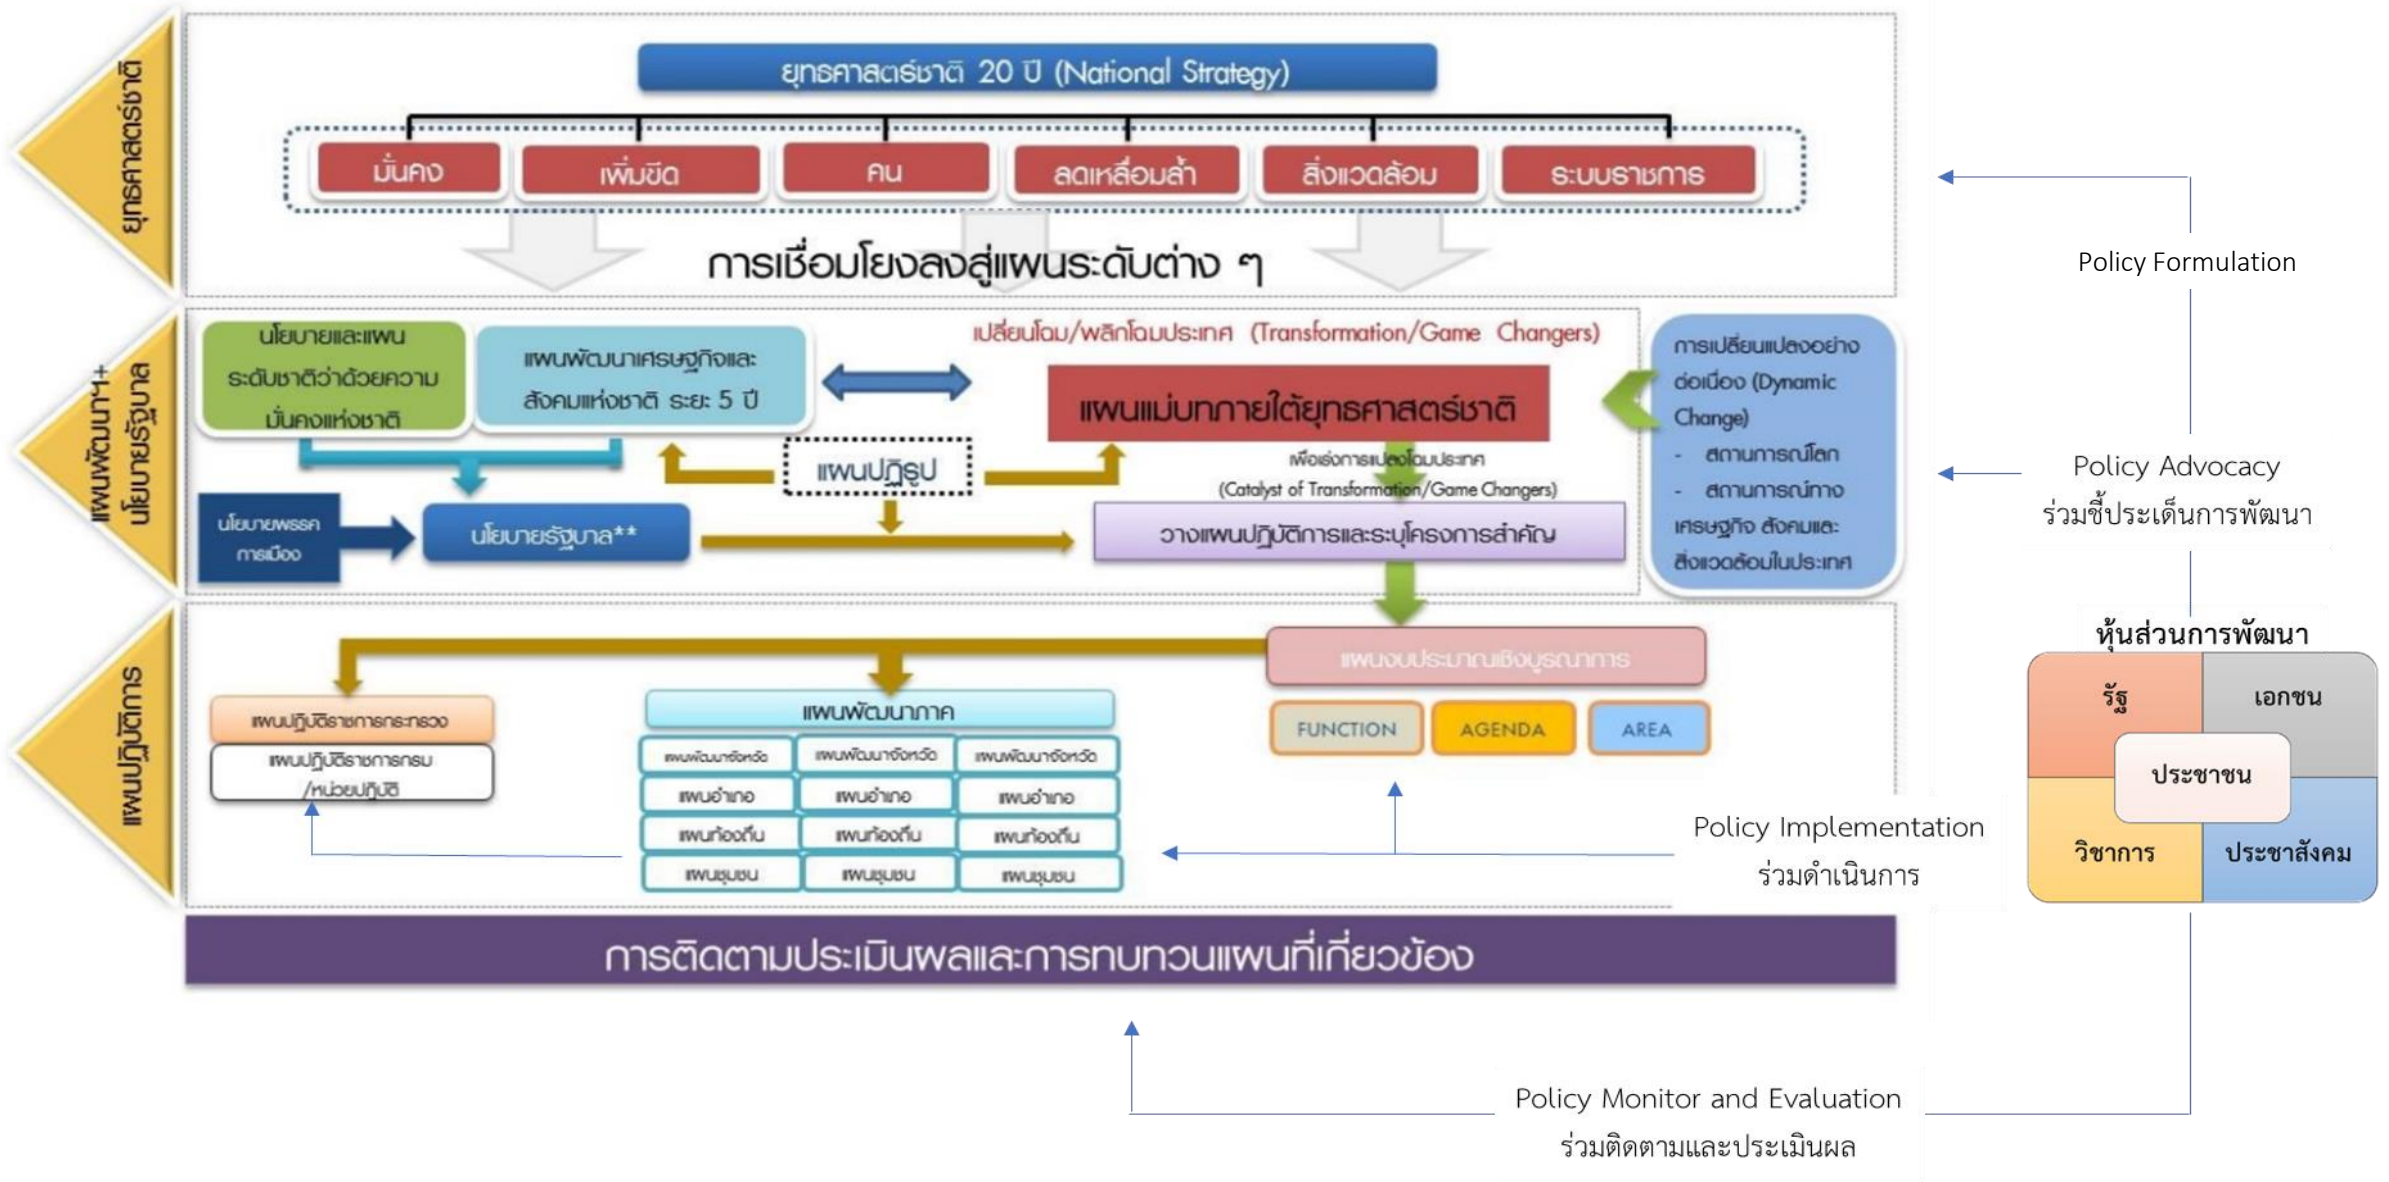 ยุทธศาสตร์ชาติ
ยุทธศาสตร์ชาติ 20 ปี (National Strategy)
มั่นคง
เพิ่มขีด
คน
ลดเหลื่อมล้ำ
สิ่งแวดล้อม
ระบบราชการ
การเชื่อมโยงลงสู่แผนระดับต่าง ๆ
Policy Formulation
แผนพัฒนาฯ+
นโยบายรัฐบาล
นโยบายและแผน
ระดับชาติว่าด้วยความ
มั่นคงแห่งชาติ
แผนพัฒนาเศรษฐกิจและ
สังคมแห่งชาติ ระยะ 5 ปี
เปลี่ยนโฉม/พลิกโฉมประเทศ (Transformation/Game Changers)
แผนแม่บทภายใต้ยุทธศาสตร์ชาติ
แผนปฏิรูป
เพื่อเร่งการแปลงโฉมประเทศ
(Catalyst of Transformation/Game Changers)
นโยบายพรรค
การเมือง
นโยบายรัฐบาล**
วางแผนปฏิบัติการและระบุโครงการสำคัญ
การเปลี่ยนแปลงอย่าง
ต่อเนื่อง (Dynamic
Change)
- สถานการณ์โลก
- สถานการณ์ทาง
เศรษฐกิจ สังคมและ
สิ่งแวดล้อมในประเทศ
Policy Advocacy
ร่วมชี้ประเด็นการพัฒนา
หุ้นส่วนการพัฒนา
รัฐ
เอกชน
ประชาชน
วิชาการ
ประชาสังคม
แผนปฏิบัติการ
แผนงบประมาณเชิงบูรณาการ
FUNCTION
AGENDA
AREA
แผนปฏิบัติราชการกระทรวง
แผนปฏิบัติราชการกรม
/หน่วยปฏิบัติ
แผนพัฒนาภาค
แผนพัฒนาจังหวัด แผนพัฒนาจังหวัด แผนพัฒนาจังหวัด
แผนอำเภอ แผนอำเภอ แผนอำเภอ
แผนท้องถิ่น แผนท้องถิ่น แผนท้องถิ่น
แผนชุมชน แผนชุมชน แผนชุมชน
Policy Implementation
ร่วมดำเนินการ
การติดตามประเมินผลและการทบทวนแผนที่เกี่ยวข้อง
Policy Monitor and Evaluation
ร่วมติดตามและประเมินผล